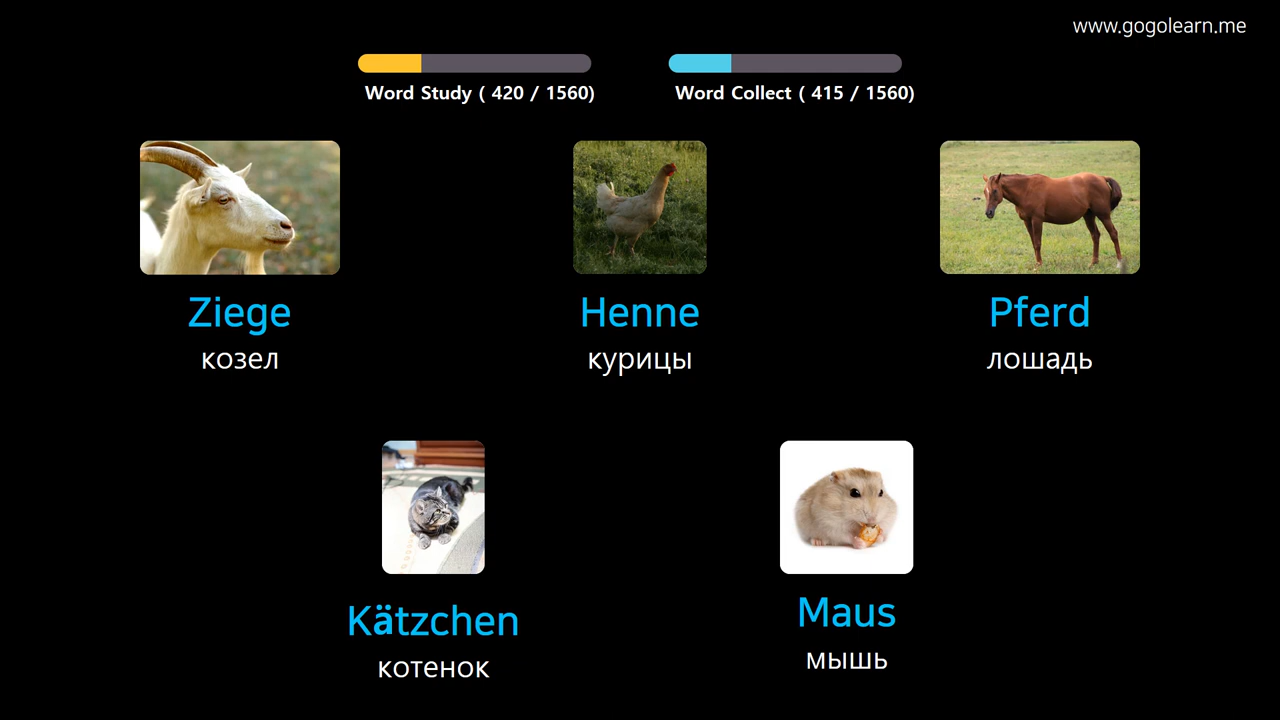 www.gogolearn.me
Word Study ( 420 / 1560)
Word Collect ( 415 / 1560)
Ziege
Henne
Pferd
козел
курицы
лошадь
Kätzchen
Maus
котенок
мышь